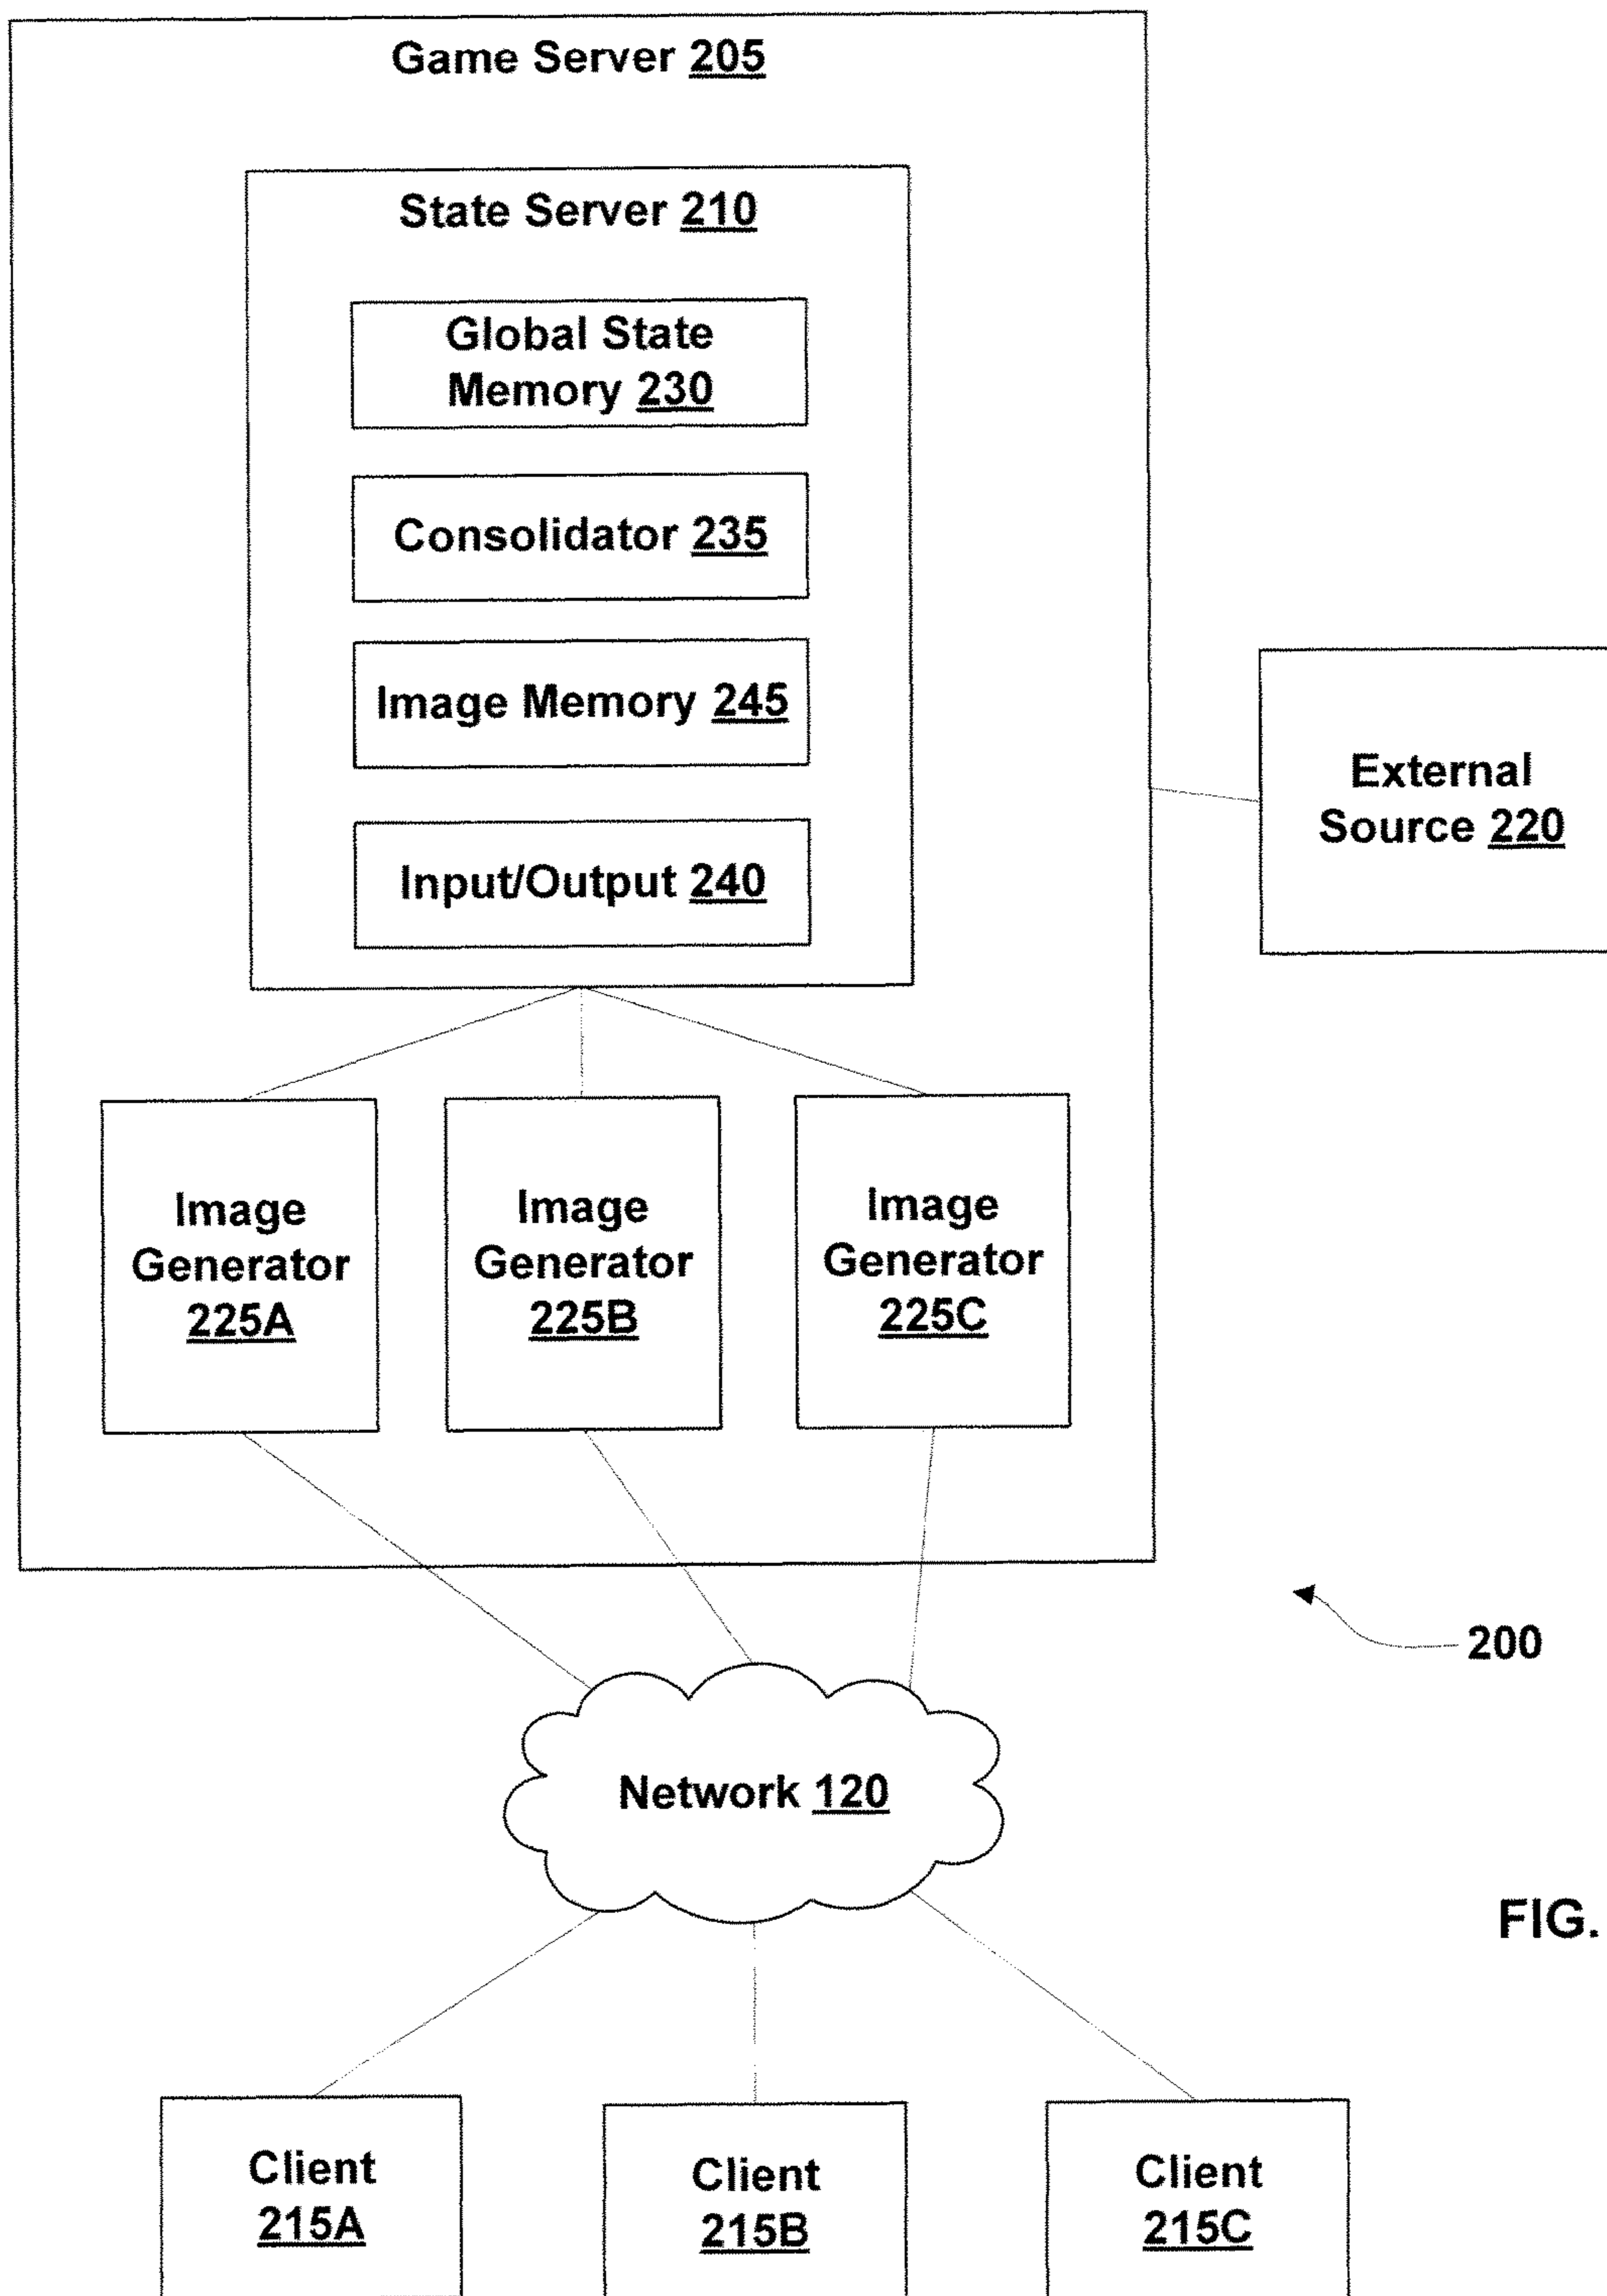 Game Server 205
State Server 210
Global State
Memory 230
Consolidator 235
Image Memory 245
Input/Output 240
External
Source 220
Image
Generator
225A
Image
Generator
225B
Image
Generator
225C
200
Network 120
FIG.
Client
215A
Client
215B
Client
215C